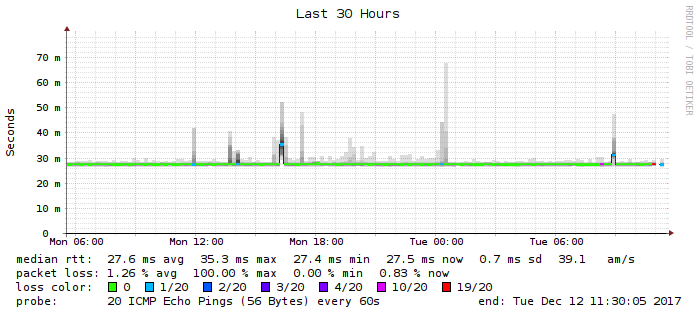 Last 30 Hours
RRDTOOL / TOBI OETIKER
Seconds
70 m
60 m
50 m
40 m
30 m
20 m
10 m
0
Mon 06:00 Mon 12:00 Mon 18:00 Tue 00:00 Tue 06:00
median rtt: 27.6 ms avg 35.3 ms max 27.4 ms min 27.5 ms now 0.7 ms sd 39.1 am/s
packet loss: 1.26 % avg 100.00 % max 0.00 % min 0.83 % now
loss color: 0 1/20 2/20 3/20 4/20 10/20 19/20
probe: 20 ICMP Echo Pings (56 Bytes) every 60s end: Tue Dec 12 11:30:05 2017